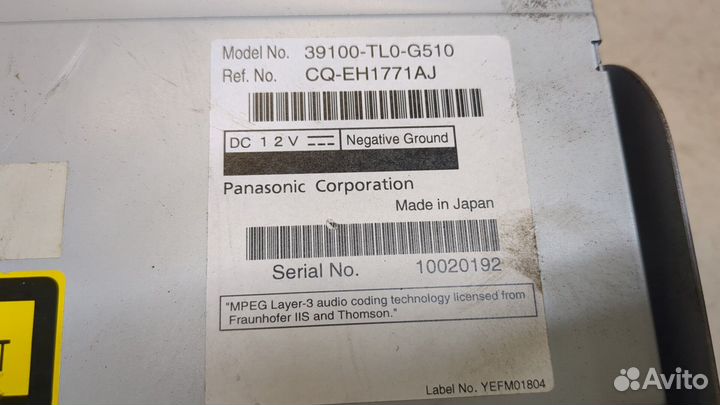 Model No. 39100-TL0-G510
Ref. No. CQ-EH1771AJ
DC 12V Negative Ground
Panasonic Corporation
Made in Japan
Serial No. 10020192
"MPEG Layer-3 audio coding technology licensed from
Fraunhofer IIS and Thomson."
Label No. YEFM01804
Avito